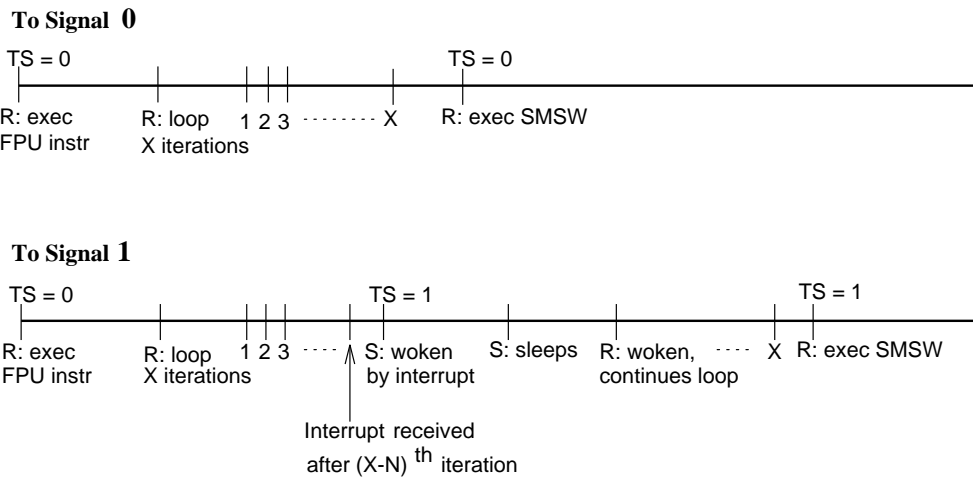 To Signal 0
TS = 0 TS = 0
R: exec R: loop 1 2 3 -------- X R: exec SMSW
FPU instr X iterations
To Signal 1
TS = 0 TS = 1 TS = 1
R: exec R: loop 1 2 3 ---- S: woken S: sleeps R: woken, ---- X R: exec SMSW
FPU instr X iterations by interrupt continues loop
Interrupt received
after (X-N) th iteration